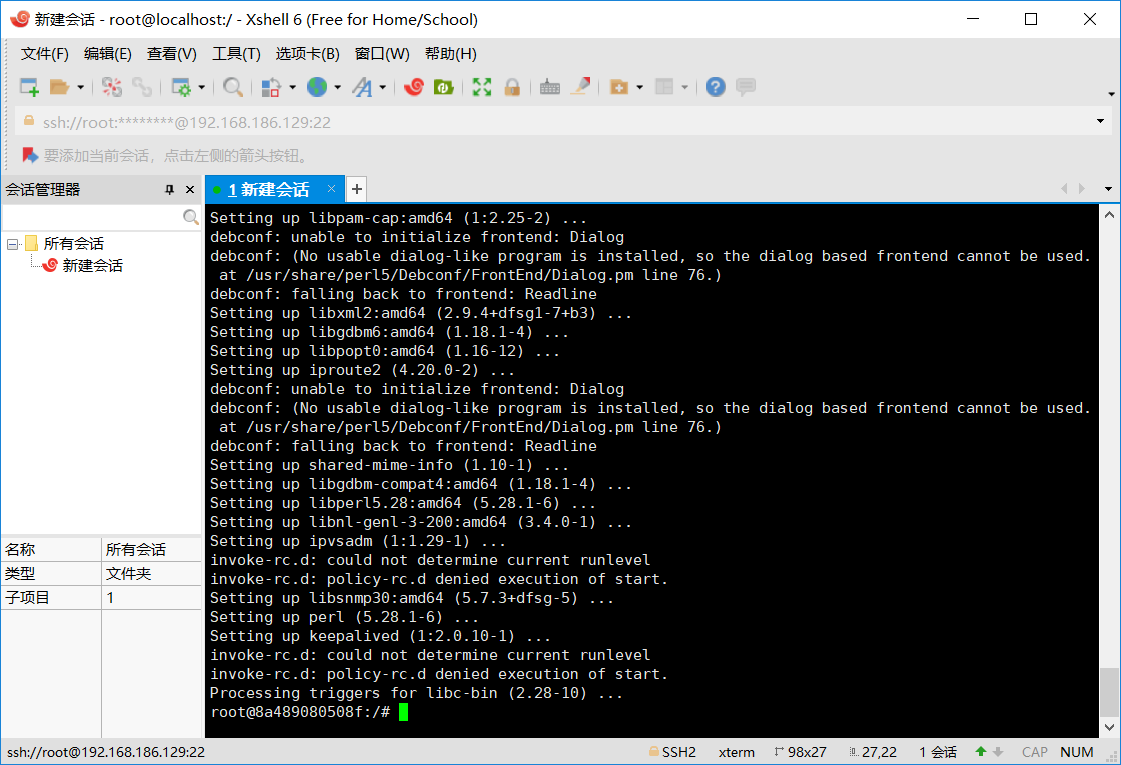 新建会话 - root@localhost:/ - Xshell 6 (Free for Home/School)
文件(F) 编辑(E) 查看(V) 工具(T) 选项卡(B) 窗口(W) 帮助(H)
ssh://root:********@192.168.186.129:22
要添加当前会话，点击左侧的箭头按钮。
会话管理器
1 新建会话
所有会话
新建会话
名称 所有会话
类型 文件夹
子项目 1
Setting up libpam-cap:amd64 (1:2.25-2) ...
debconf: unable to initialize frontend: Dialog
debconf: (No usable dialog-like program is installed, so the dialog based frontend cannot be used.
 at /usr/share/perl5/Debconf/FrontEnd/Dialog.pm line 76.)
debconf: falling back to frontend: Readline
Setting up libxml2:amd64 (2.9.4+dfsg1-7+b3) ...
Setting up libgdbm6:amd64 (1.18.1-4) ...
Setting up libpopt0:amd64 (1.16-12) ...
Setting up iproute2 (4.20.0-2) ...
debconf: unable to initialize frontend: Dialog
debconf: (No usable dialog-like program is installed, so the dialog based frontend cannot be used.
 at /usr/share/perl5/Debconf/FrontEnd/Dialog.pm line 76.)
debconf: falling back to frontend: Readline
Setting up shared-mime-info (1.10-1) ...
Setting up libgdbm-compat4:amd64 (1.18.1-4) ...
Setting up libperl5.28:amd64 (5.28.1-6) ...
Setting up libnl-genl-3-200:amd64 (3.4.0-1) ...
Setting up ipvsadm (1:1.29-1) ...
invoke-rc.d: could not determine current runlevel
invoke-rc.d: policy-rc.d denied execution of start.
Setting up libsnmp30:amd64 (5.7.3+dfsg-5) ...
Setting up perl (5.28.1-6) ...
Setting up keepalived (1:2.0.10-1) ...
invoke-rc.d: could not determine current runlevel
invoke-rc.d: policy-rc.d denied execution of start.
Processing triggers for libc-bin (2.28-10) ...
root@8a489080508f:/#
ssh://root@192.168.186.129:22 SSH2 xterm 98x27 27,22 1 会话 CAP NUM